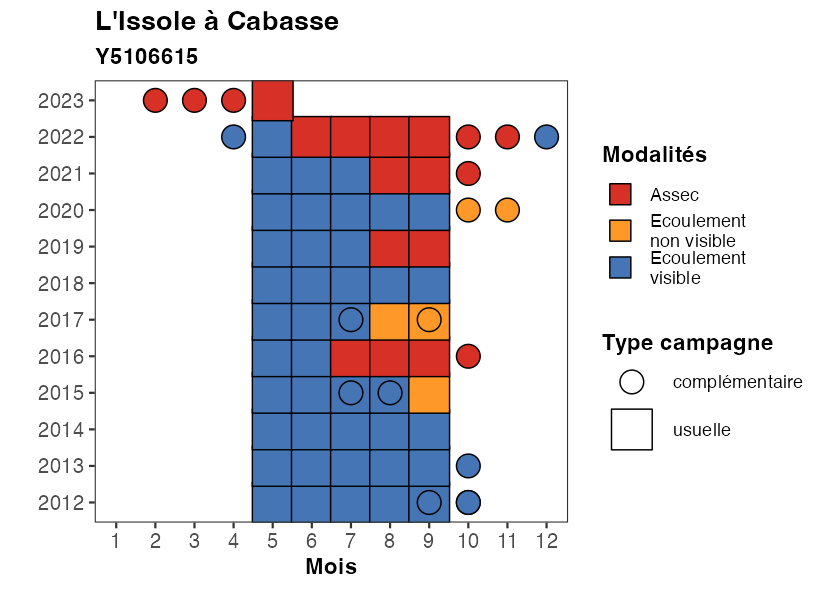 L'Issole à Cabasse
Y5106615
2023
2022
2021
2020
2019
2018
2017
2016
2015
2014
2013
2012
1 2 3 4 5 6 7 8 9 10 11 12
Mois
Modalités
Assec
Ecoulement
non visible
Ecoulement
visible
Type campagne
complémentaire
usuelle